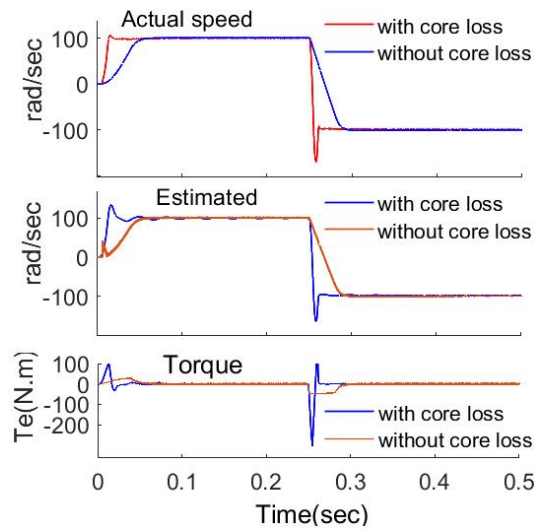 Actual speed
with core loss
without core loss
rad/sec
100
0
-100
Estimated
with core loss
without core loss
rad/sec
100
0
-100
Torque
with core loss
without core loss
Te(N.m)
100
0
-100
-200
0
0.1
0.2
0.3
0.4
0.5
Time(sec)